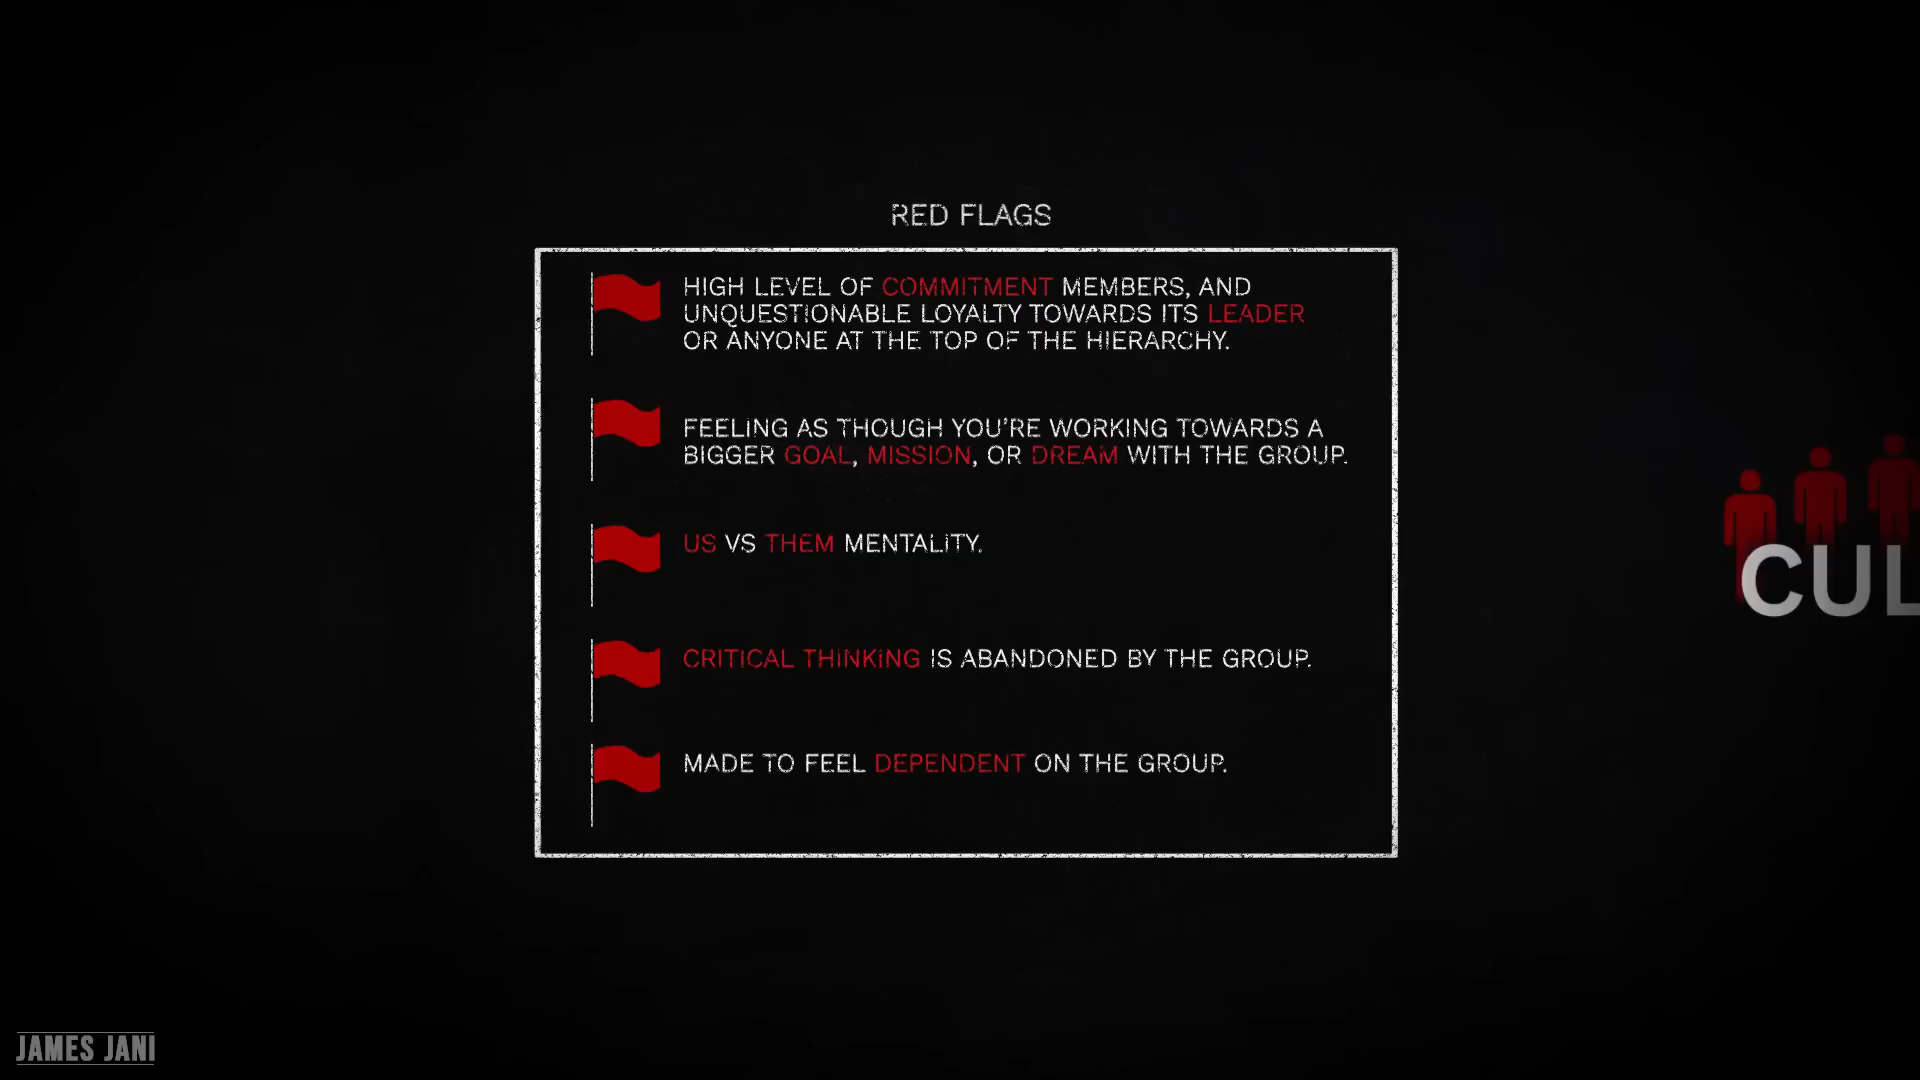 RED FLAGS
HIGH LEVEL OF COMMITMENT MEMBERS, AND
UNQUESTIONABLE LOYALTY TOWARDS ITS LEADER
OR ANYONE AT THE TOP OF THE HIERARCHY.
FEELING AS THOUGH YOU'RE WORKING TOWARDS A
BIGGER GOAL, MISSION, OR DREAM WITH THE GROUP.
US VS THEM MENTALITY.
CRITICAL THINKING IS ABANDONED BY THE GROUP.
MADE TO FEEL DEPENDENT ON THE GROUP.
CUL
JAMES JANI